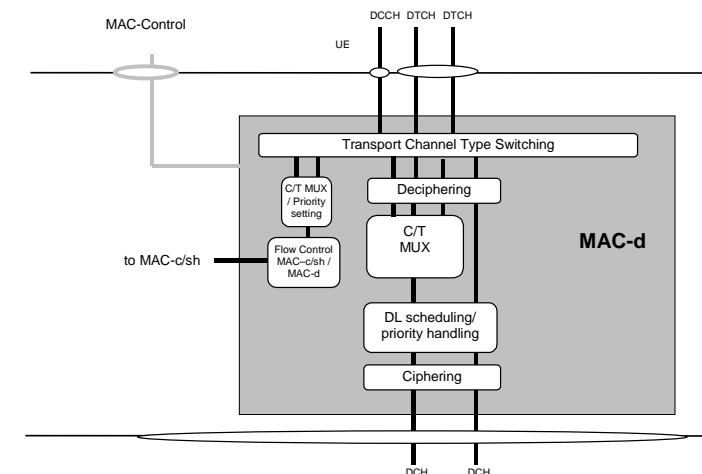 MAC-Control
UE
DCCH DTCH DTCH
Transport Channel Type Switching
C/T MUX
/ Priority
setting
Deciphering
C/T
MUX
MAC-d
to MAC-c/sh
Flow Control
MAC–c/sh /
MAC-d
DL scheduling/
priority handling
Ciphering
DCH DCH